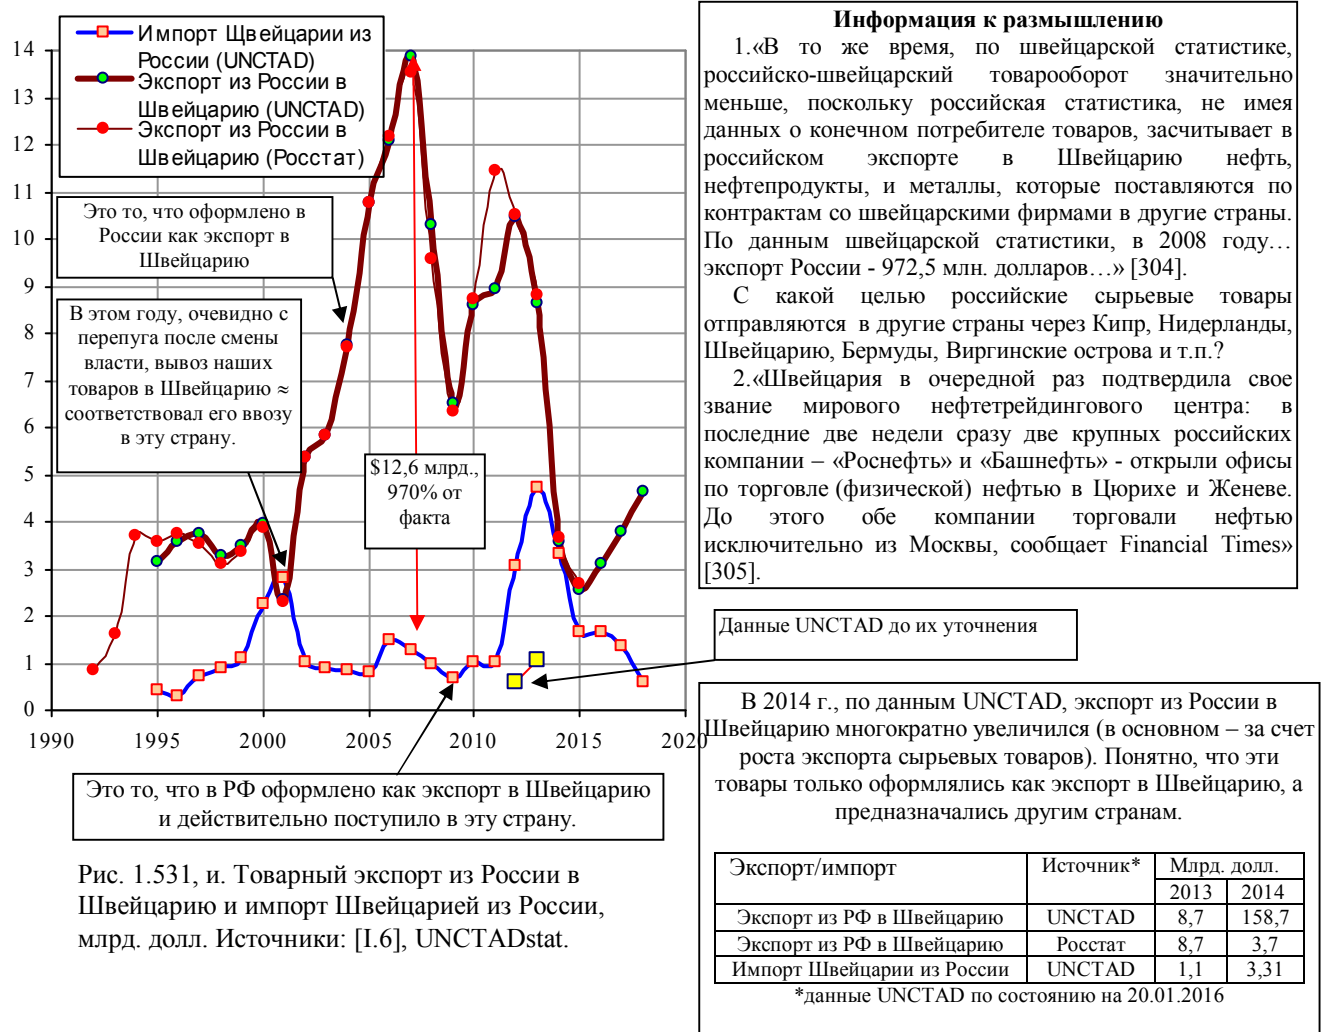 Импорт Щвейцарии из
России (UNCTAD)
Экспорт из России в
Швейцарию (UNCTAD)
Экспорт из России в
Швейцарию (Росстат)
14
13
12
11
10
9
8
7
6
5
4
3
2
1
0
1990
1995
2000
2005
2010
2015
2020
Это то, что оформлено в
России как экспорт в
Швейцарию
В этом году, очевидно с
перепуга после смены
власти, вывоз наших
товаров в Швейцарию ≈
соответствовал его ввозу
в эту страну.
$12,6 млрд.,
970% от
факта
Это то, что в РФ оформлено как экспорт в Швейцарию
и действительно поступило в эту страну.
Рис. 1.531, и. Товарный экспорт из России в
Швейцарию и импорт Швейцарией из России,
млрд. долл. Источники: [I.6], UNCTADstat.
Информация к размышлению
1.«В то же время, по швейцарской статистике,
российско-швейцарский товарооборот значительно
меньше, поскольку российская статистика, не имея
данных о конечном потребителе товаров, засчитывает в
российском экспорте в Швейцарию нефть,
нефтепродукты, и металлы, которые поставляются по
контрактам со швейцарскими фирмами в другие страны.
По данным швейцарской статистики, в 2008 году…
экспорт России - 972,5 млн. долларов…» [304].
С какой целью российские сырьевые товары
отправляются в другие страны через Кипр, Нидерланды,
Швейцарию, Бермуды, Виргинские острова и т.п.?
2.«Швейцария в очередной раз подтвердила свое
звание мирового нефтетрейдингового центра: в
последние две недели сразу две крупных российских
компании – «Роснефть» и «Башнефть» - открыли офисы
по торговле (физической) нефтью в Цюрихе и Женеве.
До этого обе компании торговали нефтью
исключительно из Москвы, сообщает Financial Times»
[305].
Данные UNCTAD до их уточнения
В 2014 г., по данным UNCTAD, экспорт из России в
Швейцарию многократно увеличился (в основном – за счет
роста экспорта сырьевых товаров). Понятно, что эти
товары только оформлялись как экспорт в Швейцарию, а
предназначались другим странам.
Экспорт/импорт Источник* Млрд. долл.
2013 2014
Экспорт из РФ в Швейцарию UNCTAD 8,7 158,7
Экспорт из РФ в Швейцарию Росстат 8,7 3,7
Импорт Швейцарии из России UNCTAD 1,1 3,31
*данные UNCTAD по состоянию на 20.01.2016